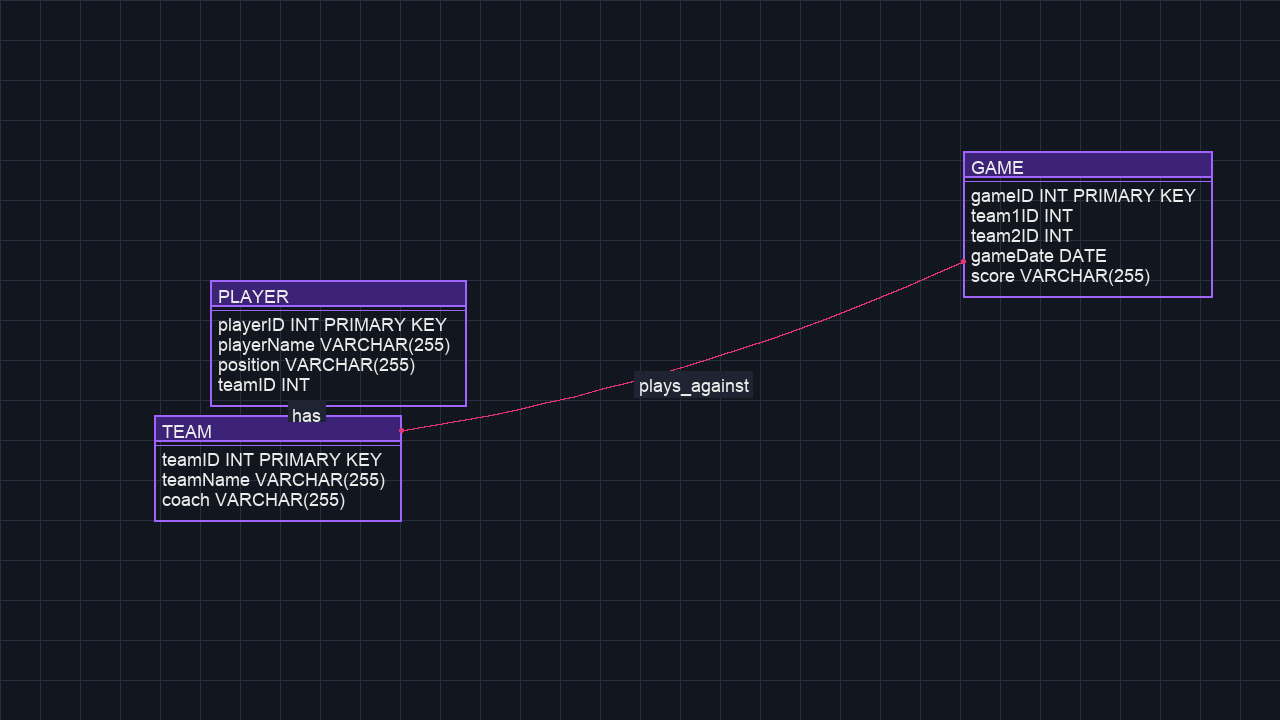 GAME
gameID INT PRIMARY KEY
team1ID INT
team2ID INT
gameDate DATE
score VARCHAR(255)
PLAYER
playerID INT PRIMARY KEY
playerName VARCHAR(255)
position VARCHAR(255)
teamID INT
plays_against
has
TEAM
teamID INT PRIMARY KEY
teamName VARCHAR(255)
coach VARCHAR(255)